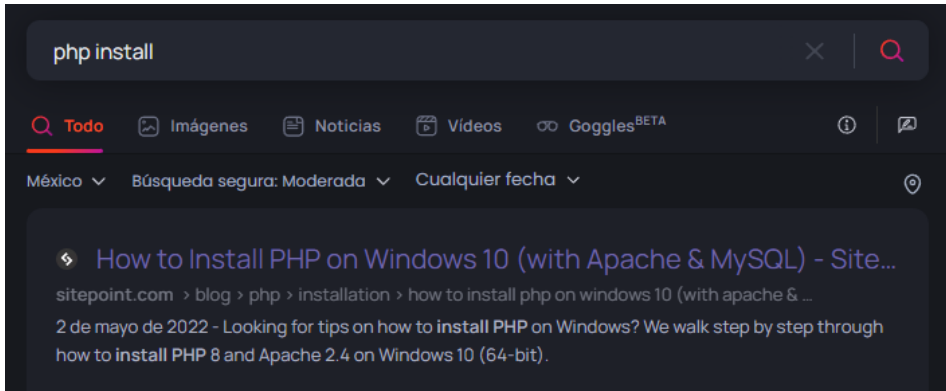 php install
Todo Imágenes Noticias Vídeos GogglesBETA
México Búsqueda segura: Moderada Cualquier fecha
How to Install PHP on Windows 10 (with Apache & MySQL) - Site...
sitepoint.com › blog › php › installation › how to install php on windows 10 (with apache & ...
2 de mayo de 2022 - Looking for tips on how to install PHP on Windows? We walk step by step through
how to install PHP 8 and Apache 2.4 on Windows 10 (64-bit).